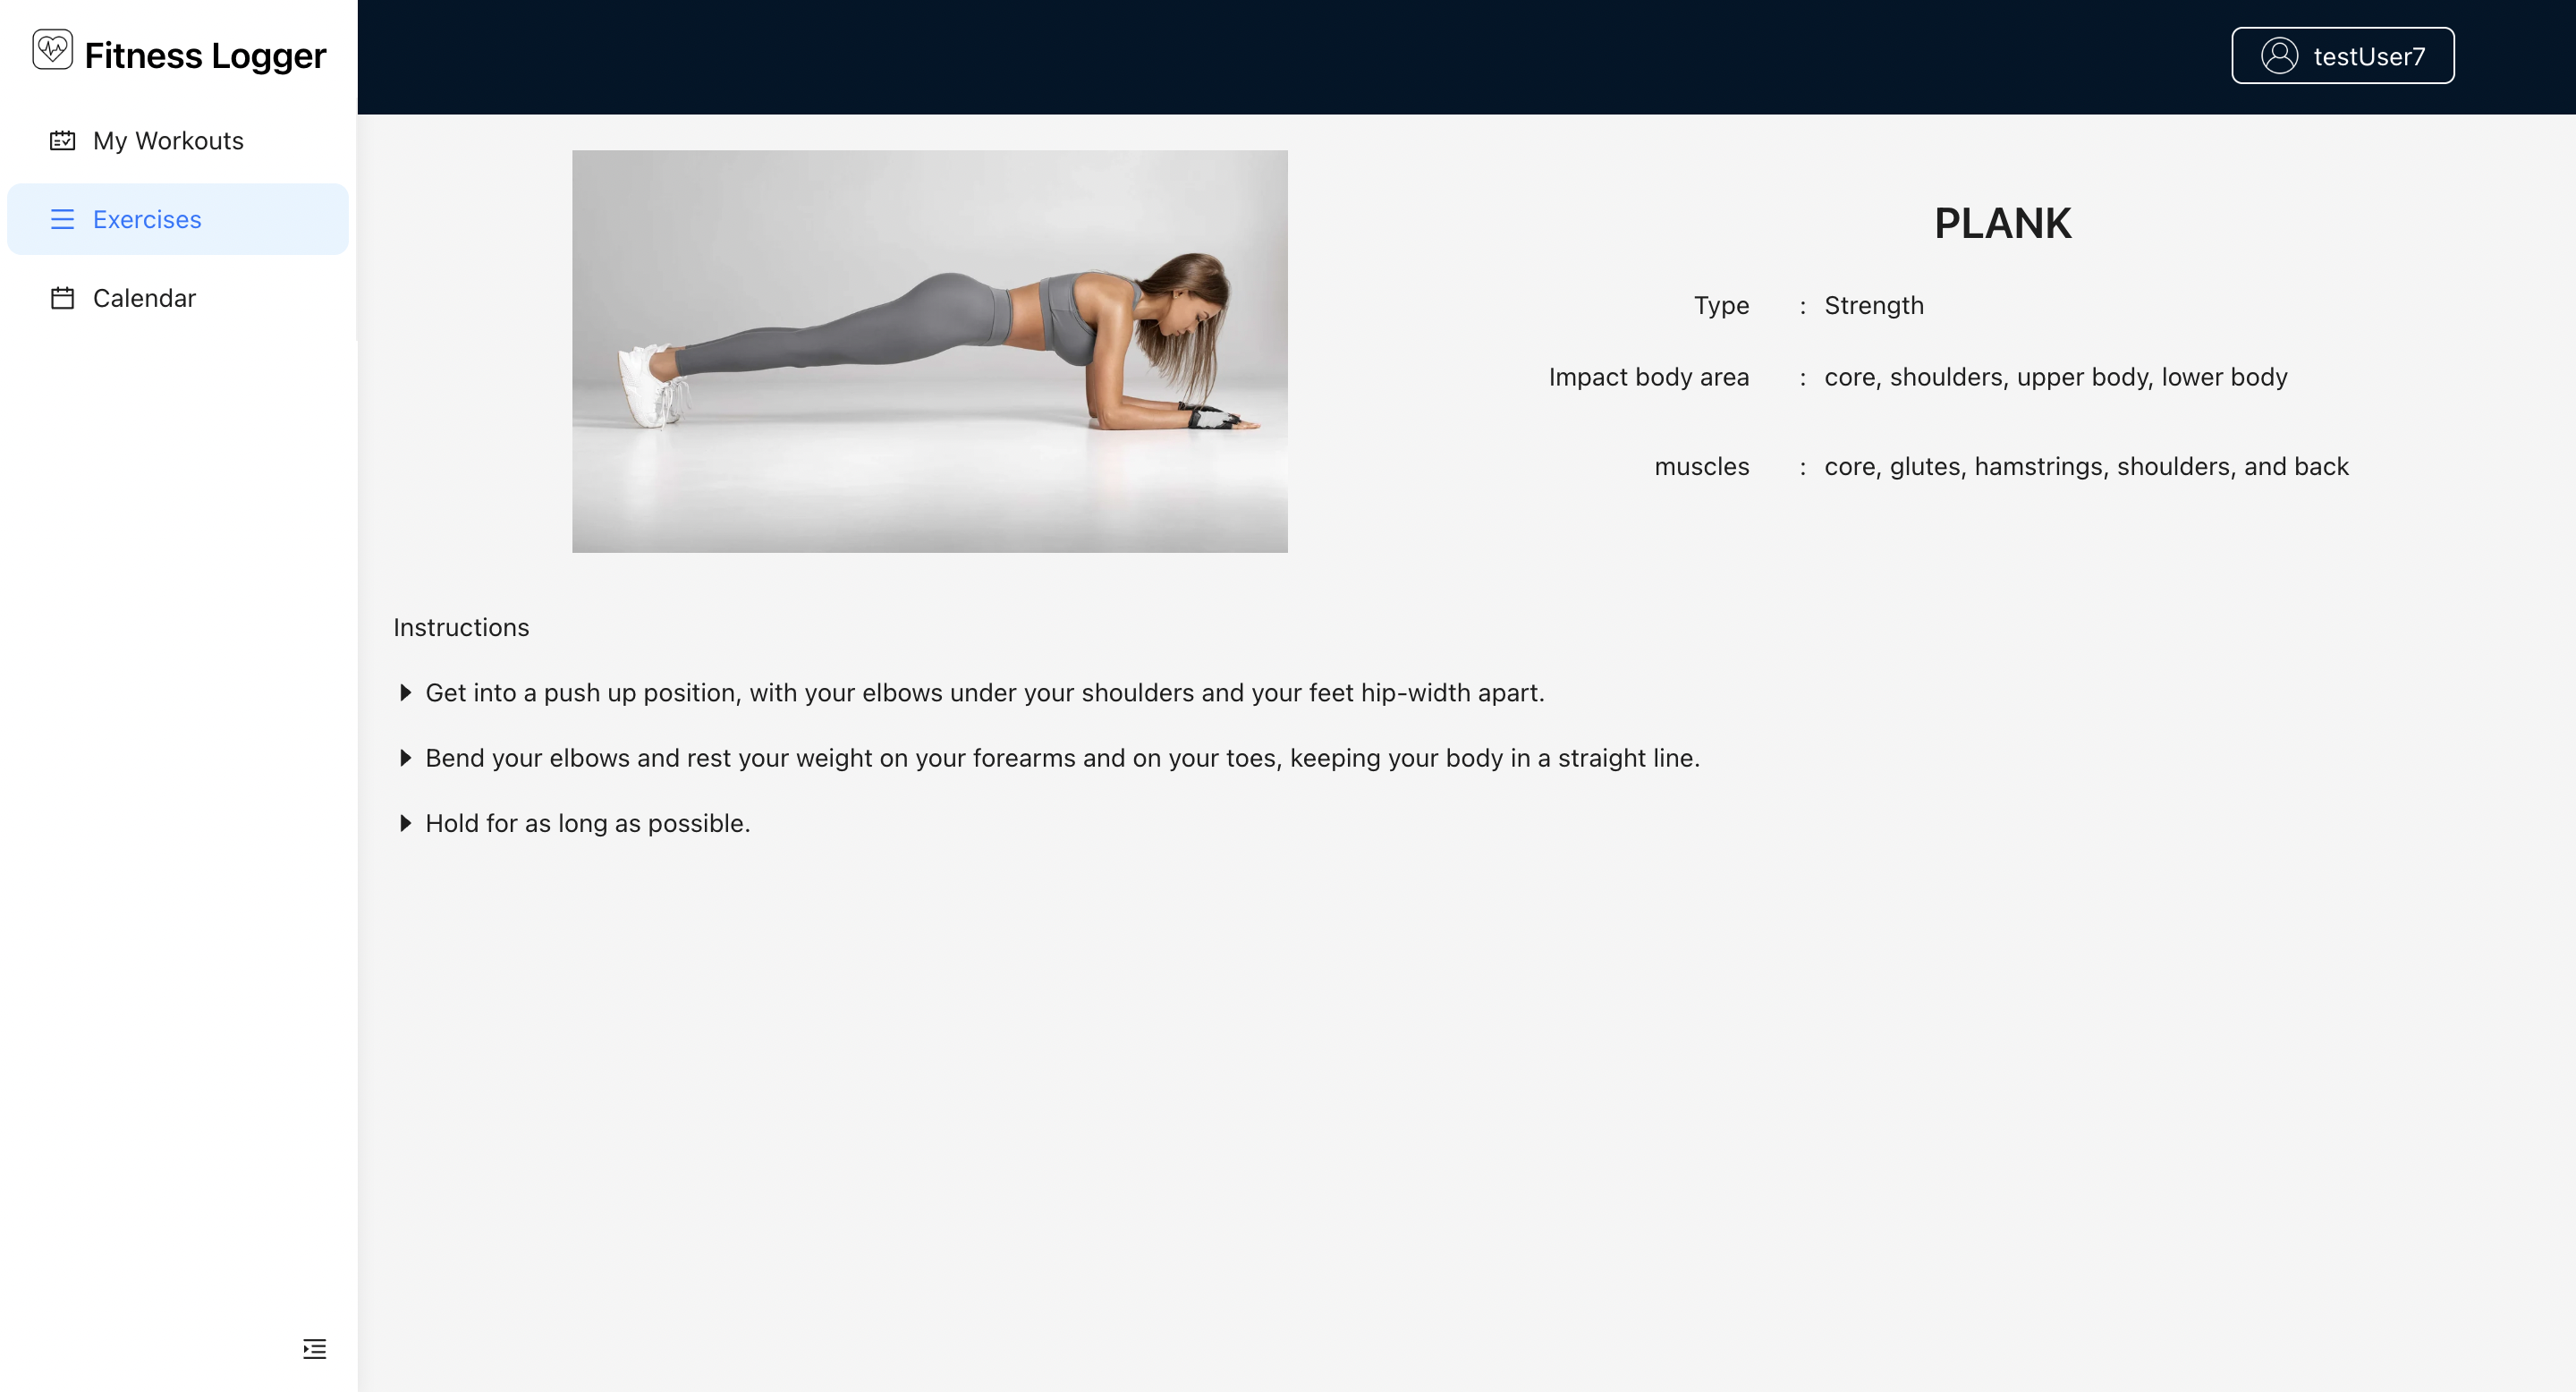 Fitness Logger
testUser7
My Workouts
Exercises
Calendar
PLANK
Type : Strength
Impact body area : core, shoulders, upper body, lower body
muscles : core, glutes, hamstrings, shoulders, and back
Instructions
Get into a push up position, with your elbows under your shoulders and your feet hip-width apart.
Bend your elbows and rest your weight on your forearms and on your toes, keeping your body in a straight line.
Hold for as long as possible.